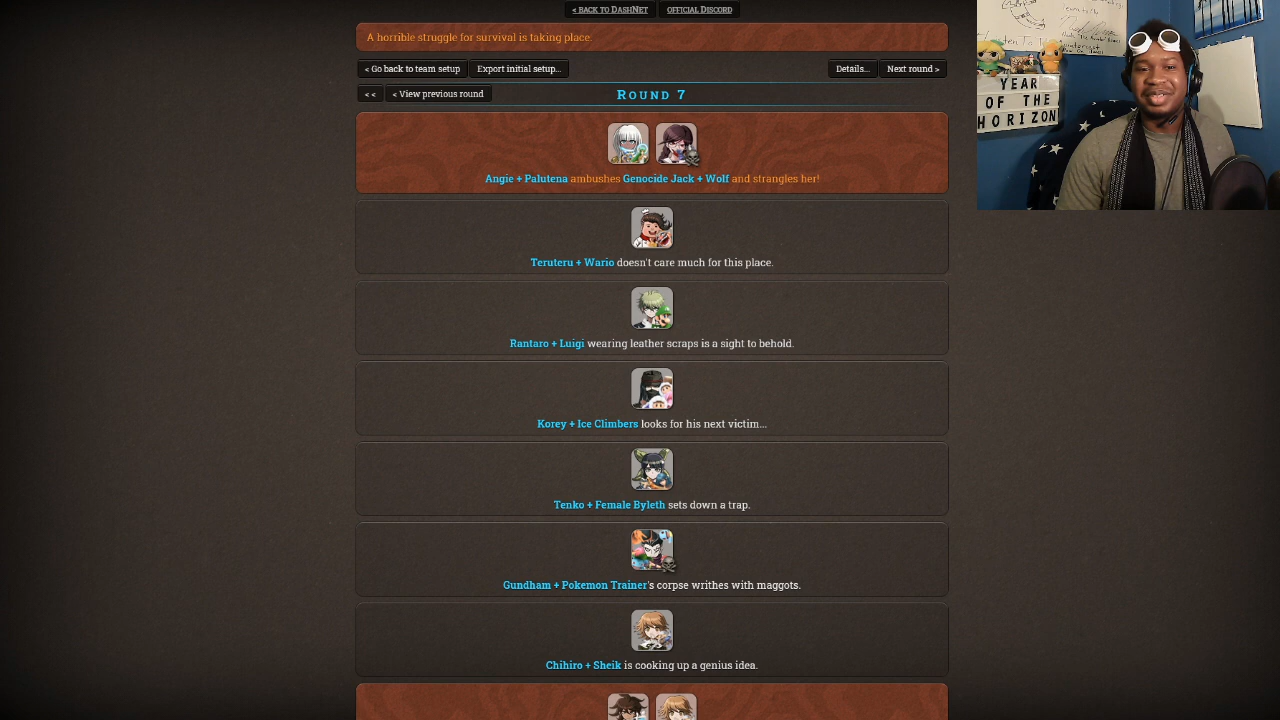 < BACK TO DASHNET
OFFICIAL DISCORD
A horrible struggle for survival is taking place.
< Go back to team setup
Export initial setup...
Details...
Next round >
< <
< View previous round
ROUND 7
Angie + Palutena ambushes Genocide Jack + Wolf and strangles her!
Teruteru + Wario doesn't care much for this place.
Rantaro + Luigi wearing leather scraps is a sight to behold.
Korey + Ice Climbers looks for his next victim...
Tenko + Female Byleth sets down a trap.
Gundham + Pokemon Trainer's corpse writhes with maggots.
Chihiro + Sheik is cooking up a genius idea.
YEAR
OF THE
HORIZON